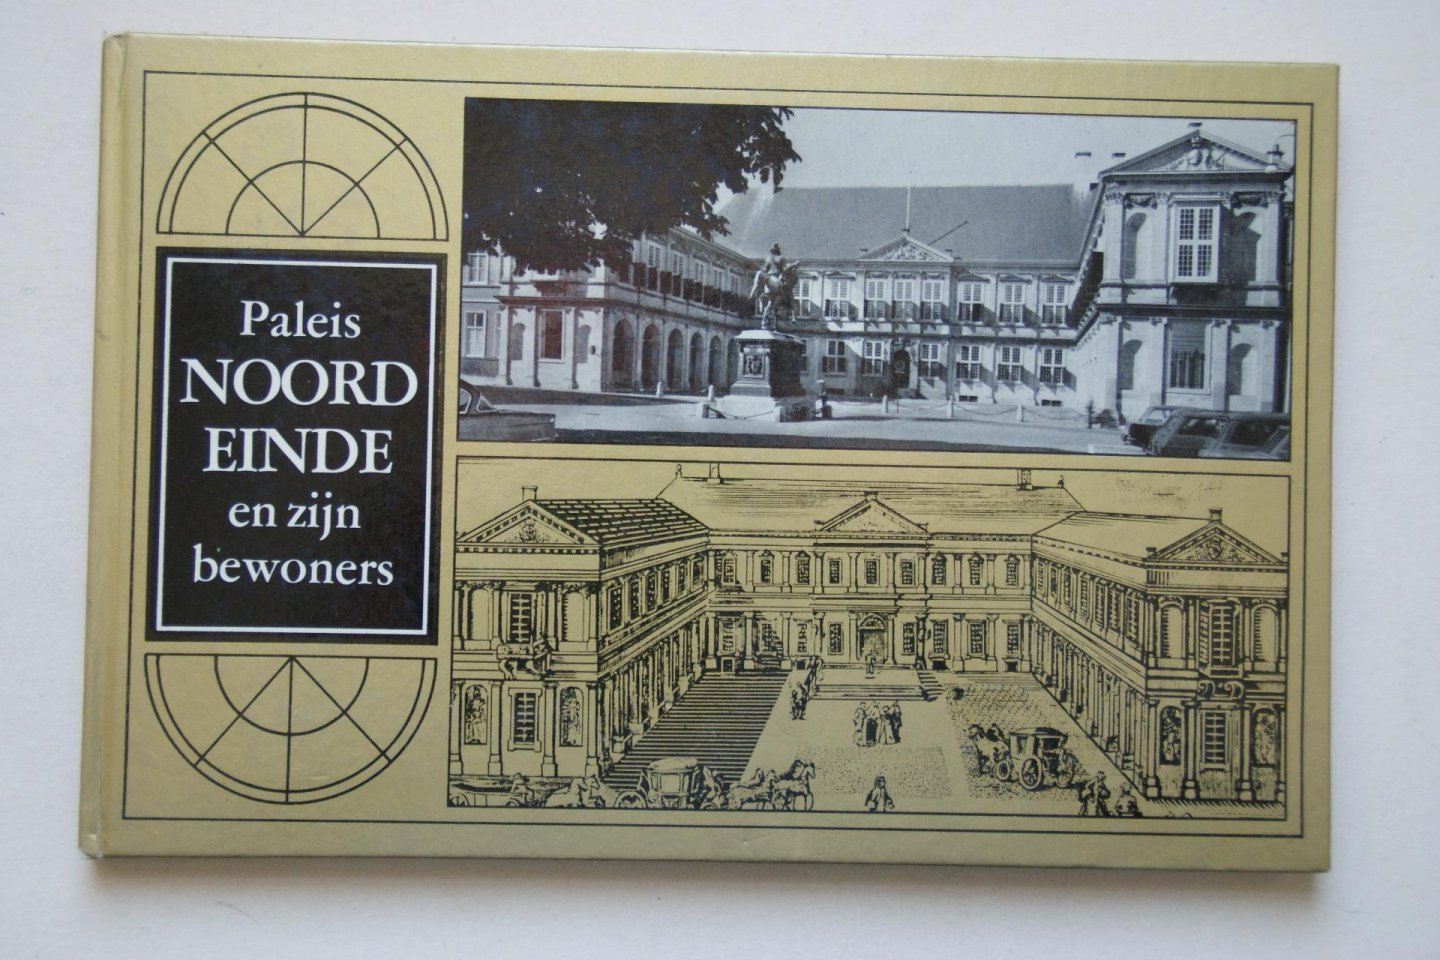 Paleis
NOORD
EINDE
en zijn
bewoners